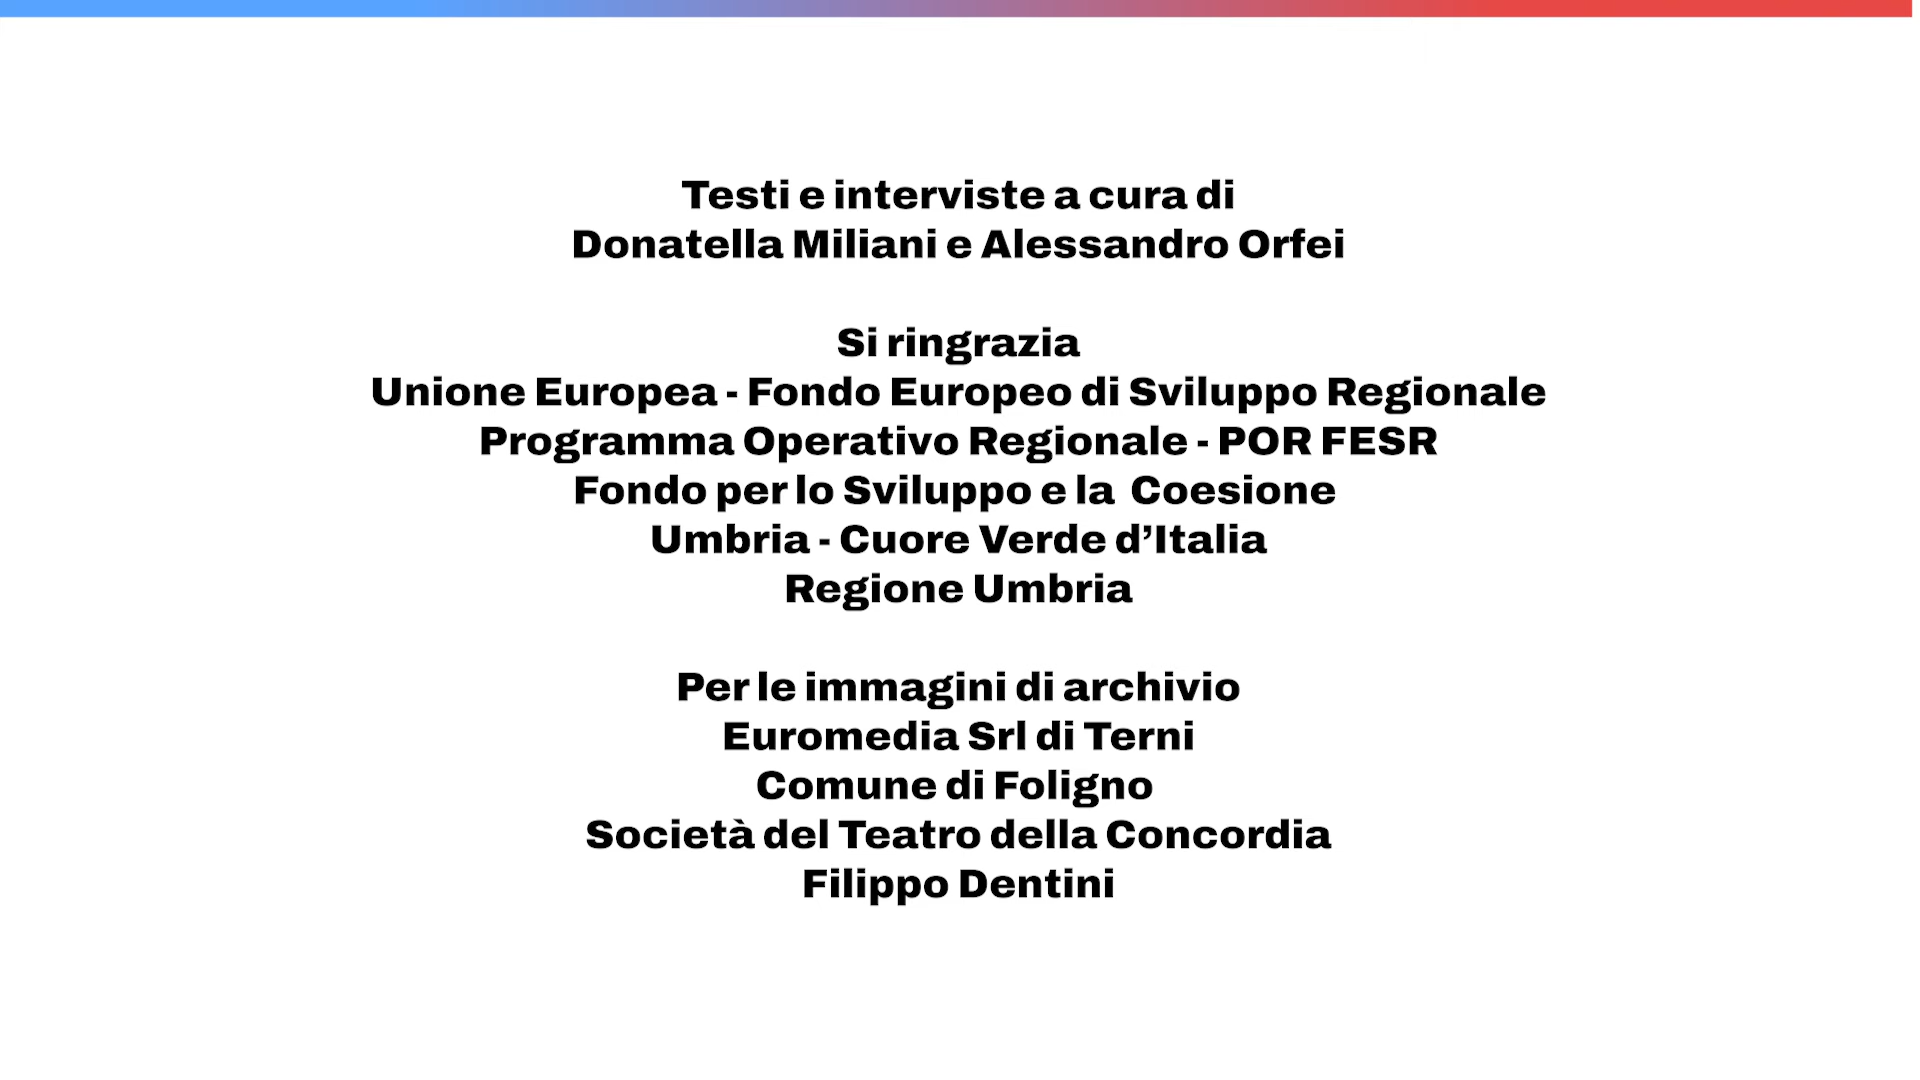 Testi e interviste a cura di
Donatella Miliani e Alessandro Orfei
Si ringrazia
Unione Europea - Fondo Europeo di Sviluppo Regionale
Programma Operativo Regionale - POR FESR
Fondo per lo Sviluppo e la  Coesione
Umbria - Cuore Verde d’Italia
Regione Umbria
Per le immagini di archivio
Euromedia Srl di Terni
Comune di Foligno
Società del Teatro della Concordia
Filippo Dentini